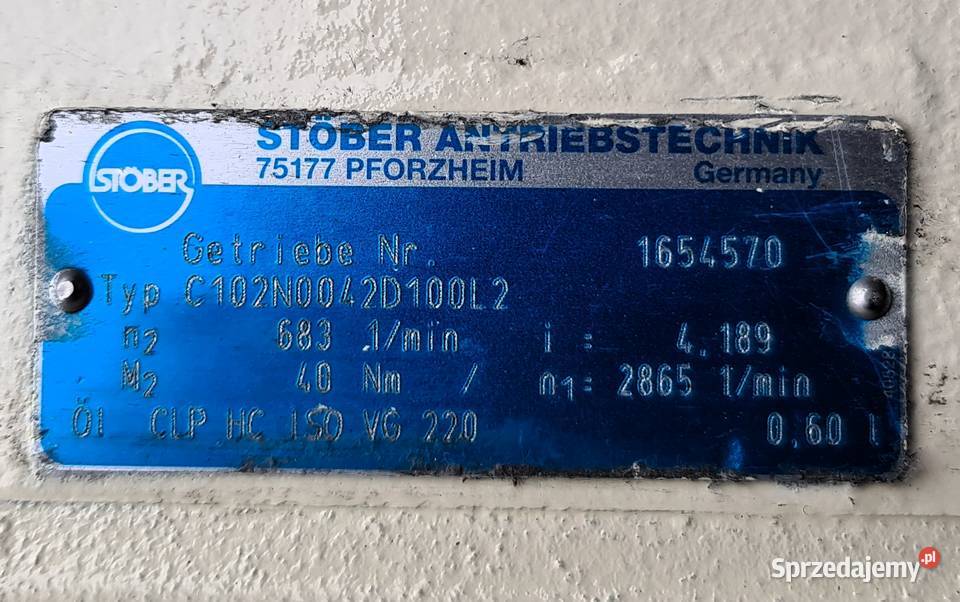 STÖBER
STÖBER ANTRIEBSTECHNIK
75177 PFORZHEIM Germany
Getriebe Nr. 1654570
Typ C102N0042D100L2
n2 683 1/min i : 4.189
M2 40 Nm / n1: 2865 1/min
Öl CLP HC ISO VG 220 0.60 l
Sprzedajemy.pl